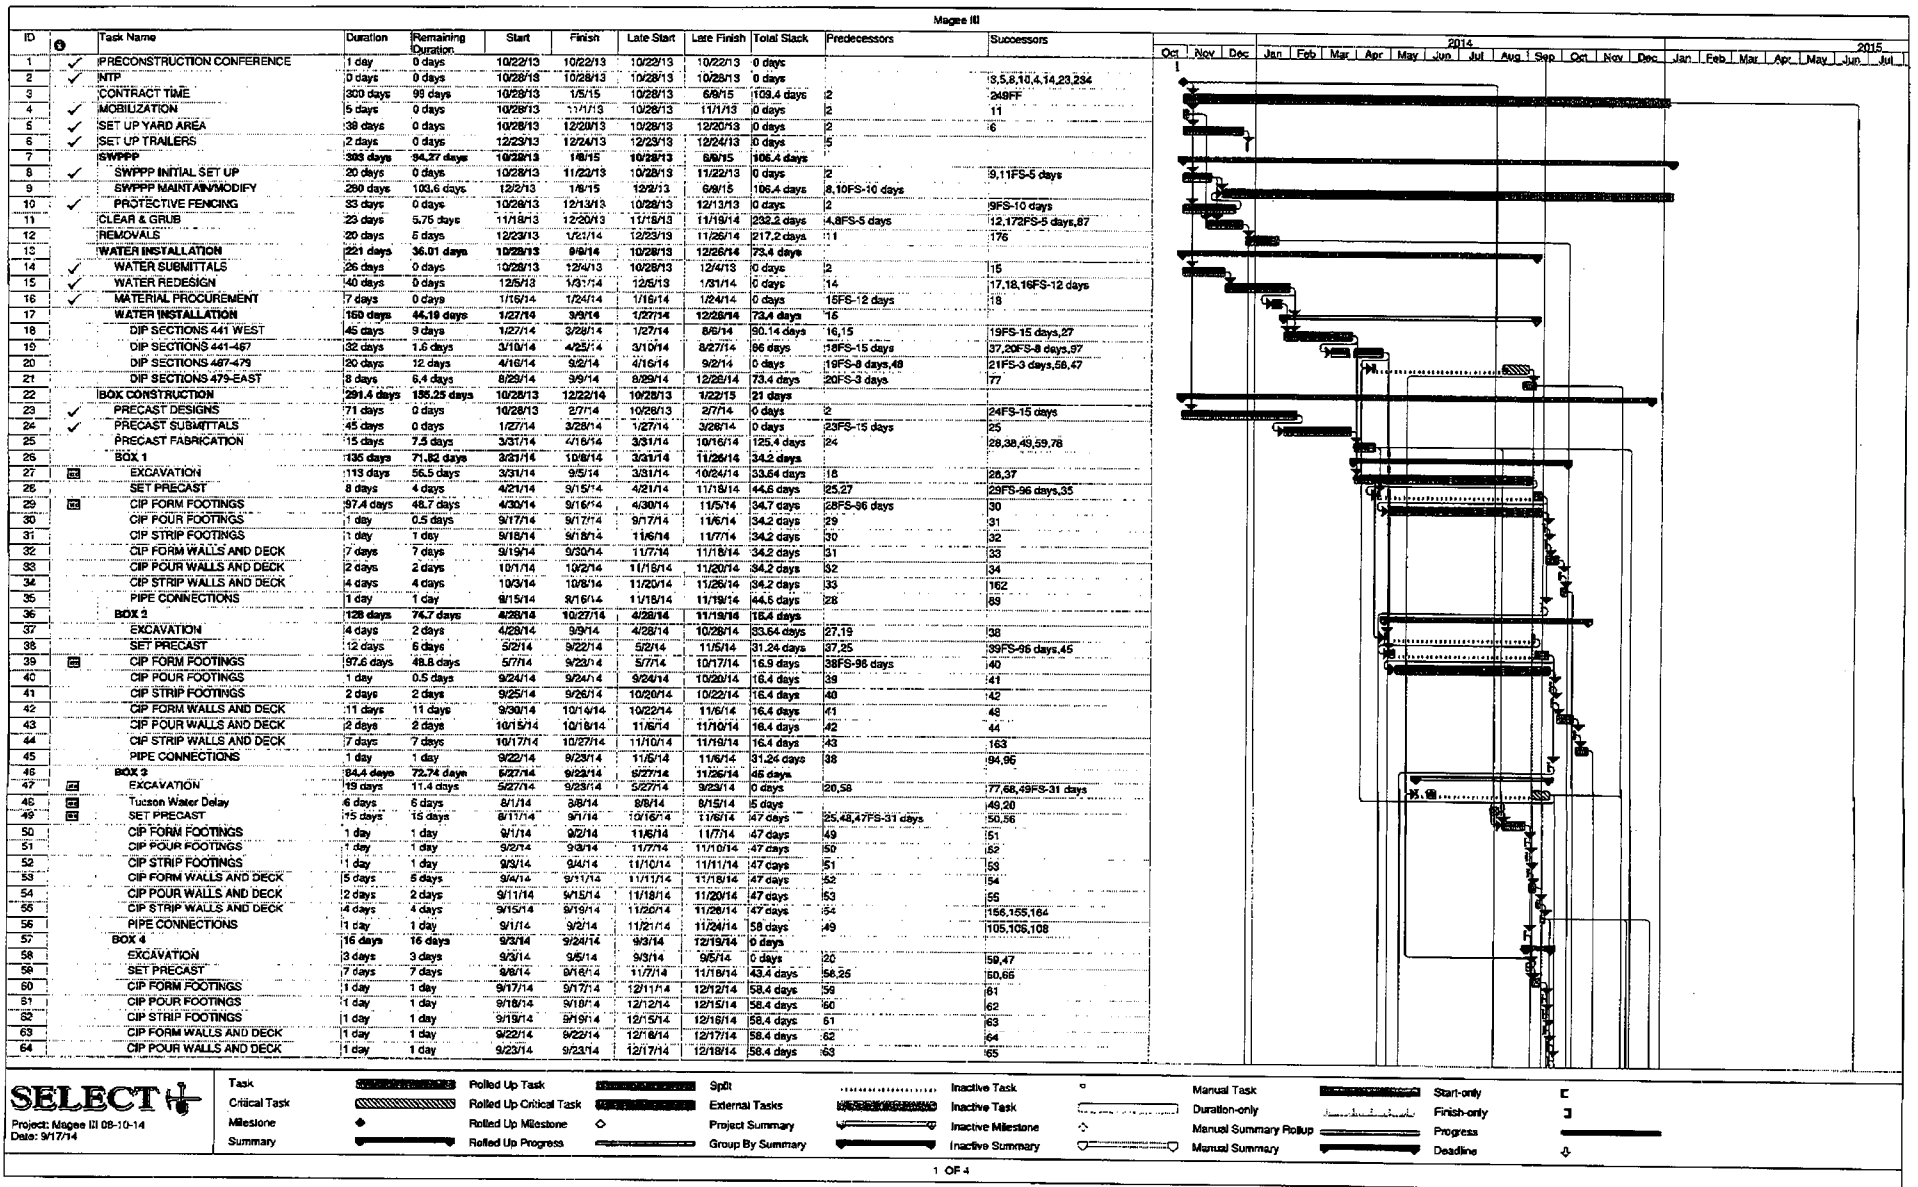 Magee III
ID Task Name Duration Remaining Duration Start Finish Late Start Late Finish Total Slack Predecessors Successors
2014 2015
Oct Nov Dec Jan Feb Mar Apr May Jun Jul Aug Sep Oct Nov Dec Jan Feb Mar Apr May Jun Jul
1 PRECONSTRUCTION CONFERENCE 1 day 0 days 10/22/13 10/22/13 10/22/13 10/22/13 0 days
2 NTP 0 days 0 days 10/28/13 10/28/13 10/28/13 10/28/13 0 days 3,5,8,10,4,14,23,234
3 CONTRACT TIME 300 days 99 days 10/28/13 1/5/15 10/28/13 6/9/15 109.4 days 2 249FF
4 MOBILIZATION 5 days 0 days 10/28/13 11/1/13 10/28/13 11/1/13 0 days 2 11
5 SET UP YARD AREA 38 days 0 days 10/28/13 12/20/13 10/28/13 12/20/13 0 days 2 6
6 SET UP TRAILERS 2 days 0 days 12/23/13 12/24/13 12/23/13 12/24/13 0 days 5
7 SWPPP 303 days 94.27 days 10/28/13 1/8/15 10/28/13 6/9/15 106.4 days
8 SWPPP INITIAL SET UP 20 days 0 days 10/28/13 11/22/13 10/28/13 11/22/13 0 days 2 9,11FS-5 days
9 SWPPP MAINTAIN/MODIFY 280 days 103.6 days 12/2/13 1/8/15 12/2/13 6/9/15 106.4 days 8,10FS-10 days
10 PROTECTIVE FENCING 33 days 0 days 10/28/13 12/13/13 10/28/13 12/13/13 0 days 2 9FS-10 days
11 CLEAR & GRUB 23 days 5.75 days 11/18/13 12/20/13 11/18/13 11/19/14 232.2 days 4,8FS-5 days 12,172FS-5 days,87
12 REMOVALS 20 days 5 days 12/23/13 1/21/14 12/23/13 11/26/14 217.2 days 11 176
13 WATER INSTALLATION 221 days 36.01 days 10/28/13 9/9/14 10/28/13 12/26/14 73.4 days
14 WATER SUBMITTALS 26 days 0 days 10/28/13 12/4/13 10/28/13 12/4/13 0 days 2 15
15 WATER REDESIGN 40 days 0 days 12/5/13 1/31/14 12/5/13 1/31/14 0 days 14 17,18,16FS-12 days
16 MATERIAL PROCUREMENT 7 days 0 days 1/16/14 1/24/14 1/16/14 1/24/14 0 days 15FS-12 days 18
17 WATER INSTALLATION 150 days 44.19 days 1/27/14 9/9/14 1/27/14 12/26/14 73.4 days 15
18 DIP SECTIONS 441 WEST 45 days 9 days 1/27/14 3/28/14 1/27/14 8/6/14 90.14 days 16,15 19FS-15 days,27
19 DIP SECTIONS 441-467 32 days 1.6 days 3/10/14 4/25/14 3/10/14 8/27/14 86 days 18FS-15 days 37,20FS-8 days,97
20 DIP SECTIONS 467-479 20 days 12 days 4/16/14 9/2/14 4/16/14 9/2/14 0 days 19FS-8 days,48 21FS-3 days,58,47
21 DIP SECTIONS 479-EAST 8 days 6.4 days 8/29/14 9/9/14 8/29/14 12/26/14 73.4 days 20FS-3 days 77
22 BOX CONSTRUCTION 291.4 days 155.25 days 10/28/13 12/22/14 10/28/13 1/22/15 21 days
23 PRECAST DESIGNS 71 days 0 days 10/28/13 2/7/14 10/28/13 2/7/14 0 days 2 24FS-15 days
24 PRECAST SUBMITTALS 45 days 0 days 1/27/14 3/28/14 1/27/14 3/28/14 0 days 23FS-15 days 25
25 PRECAST FABRICATION 15 days 7.5 days 3/31/14 4/18/14 3/31/14 10/16/14 125.4 days 24 28,38,49,59,78
26 BOX 1 135 days 71.82 days 3/31/14 10/8/14 3/31/14 11/26/14 34.2 days
27 EXCAVATION 113 days 56.5 days 3/31/14 9/5/14 3/31/14 10/24/14 33.64 days 18 28,37
28 SET PRECAST 8 days 4 days 4/21/14 9/15/14 4/21/14 11/18/14 44.6 days 25,27 29FS-96 days,35
29 CIP FORM FOOTINGS 97.4 days 48.7 days 4/30/14 9/16/14 4/30/14 11/5/14 34.7 days 28FS-96 days 30
30 CIP POUR FOOTINGS 1 day 0.5 days 9/17/14 9/17/14 9/17/14 11/6/14 34.2 days 29 31
31 CIP STRIP FOOTINGS 1 day 1 day 9/18/14 9/18/14 11/6/14 11/7/14 34.2 days 30 32
32 CIP FORM WALLS AND DECK 7 days 7 days 9/19/14 9/30/14 11/7/14 11/18/14 34.2 days 31 33
33 CIP POUR WALLS AND DECK 2 days 2 days 10/1/14 10/2/14 11/18/14 11/20/14 34.2 days 32 34
34 CIP STRIP WALLS AND DECK 4 days 4 days 10/3/14 10/8/14 11/20/14 11/26/14 34.2 days 33 162
35 PIPE CONNECTIONS 1 day 1 day 9/15/14 9/16/14 11/18/14 11/19/14 44.6 days 28 89
36 BOX 2 128 days 74.7 days 4/28/14 10/27/14 4/28/14 11/19/14 16.4 days
37 EXCAVATION 4 days 2 days 4/28/14 9/9/14 4/28/14 10/28/14 33.64 days 27,19 38
38 SET PRECAST 12 days 6 days 5/2/14 9/22/14 5/2/14 11/5/14 31.24 days 37,25 39FS-96 days,45
39 CIP FORM FOOTINGS 97.6 days 48.8 days 5/7/14 9/23/14 5/7/14 10/17/14 16.9 days 38FS-96 days 40
40 CIP POUR FOOTINGS 1 day 0.5 days 9/24/14 9/24/14 9/24/14 10/20/14 16.4 days 39 41
41 CIP STRIP FOOTINGS 2 days 2 days 9/25/14 9/26/14 10/20/14 10/22/14 16.4 days 40 42
42 CIP FORM WALLS AND DECK 11 days 11 days 9/30/14 10/14/14 10/22/14 11/6/14 16.4 days 41 43
43 CIP POUR WALLS AND DECK 2 days 2 days 10/15/14 10/16/14 11/6/14 11/10/14 16.4 days 42 44
44 CIP STRIP WALLS AND DECK 7 days 7 days 10/17/14 10/27/14 11/10/14 11/19/14 16.4 days 43 163
45 PIPE CONNECTIONS 1 day 1 day 9/22/14 9/23/14 11/5/14 11/6/14 31.24 days 38 94,95
46 BOX 3 84.4 days 72.74 days 5/27/14 9/23/14 5/27/14 11/26/14 45 days
47 EXCAVATION 19 days 11.4 days 5/27/14 9/23/14 5/27/14 9/23/14 0 days 20,58 77,68,49FS-31 days
48 Tucson Water Delay 6 days 6 days 8/1/14 8/8/14 8/8/14 8/15/14 5 days 49,20
49 SET PRECAST 15 days 15 days 8/11/14 9/1/14 10/16/14 11/6/14 47 days 25,48,47FS-31 days 50,56
50 CIP FORM FOOTINGS 1 day 1 day 9/1/14 9/2/14 11/6/14 11/7/14 47 days 49 51
51 CIP POUR FOOTINGS 1 day 1 day 9/2/14 9/3/14 11/7/14 11/10/14 47 days 50 52
52 CIP STRIP FOOTINGS 1 day 1 day 9/3/14 9/4/14 11/10/14 11/11/14 47 days 51 53
53 CIP FORM WALLS AND DECK 5 days 5 days 9/4/14 9/11/14 11/11/14 11/18/14 47 days 52 54
54 CIP POUR WALLS AND DECK 2 days 2 days 9/11/14 9/15/14 11/18/14 11/20/14 47 days 53 55
55 CIP STRIP WALLS AND DECK 4 days 4 days 9/15/14 9/19/14 11/20/14 11/26/14 47 days 54 156,155,164
56 PIPE CONNECTIONS 1 day 1 day 9/1/14 9/2/14 11/21/14 11/24/14 58 days 49 105,106,108
57 BOX 4 16 days 16 days 9/3/14 9/24/14 9/3/14 12/19/14 0 days
58 EXCAVATION 3 days 3 days 9/3/14 9/5/14 9/3/14 9/5/14 0 days 20 59,47
59 SET PRECAST 7 days 7 days 9/8/14 9/16/14 11/7/14 11/18/14 43.4 days 58,25 60,66
60 CIP FORM FOOTINGS 1 day 1 day 9/17/14 9/17/14 12/11/14 12/12/14 58.4 days 59 61
61 CIP POUR FOOTINGS 1 day 1 day 9/18/14 9/18/14 12/12/14 12/15/14 58.4 days 60 62
62 CIP STRIP FOOTINGS 1 day 1 day 9/19/14 9/19/14 12/15/14 12/16/14 58.4 days 61 63
63 CIP FORM WALLS AND DECK 1 day 1 day 9/22/14 9/22/14 12/16/14 12/17/14 58.4 days 62 64
64 CIP POUR WALLS AND DECK 1 day 1 day 9/23/14 9/23/14 12/17/14 12/18/14 58.4 days 63 65
SELECT
Project: Magee III 08-10-14
Date: 9/17/14
Task Rolled Up Task Split Inactive Task Manual Task Start-only
Critical Task Rolled Up Critical Task External Tasks Inactive Task Duration-only Finish-only
Milestone Rolled Up Milestone Project Summary Inactive Milestone Manual Summary Rollup Progress
Summary Rolled Up Progress Group By Summary Inactive Summary Manual Summary Deadline
1 OF 4